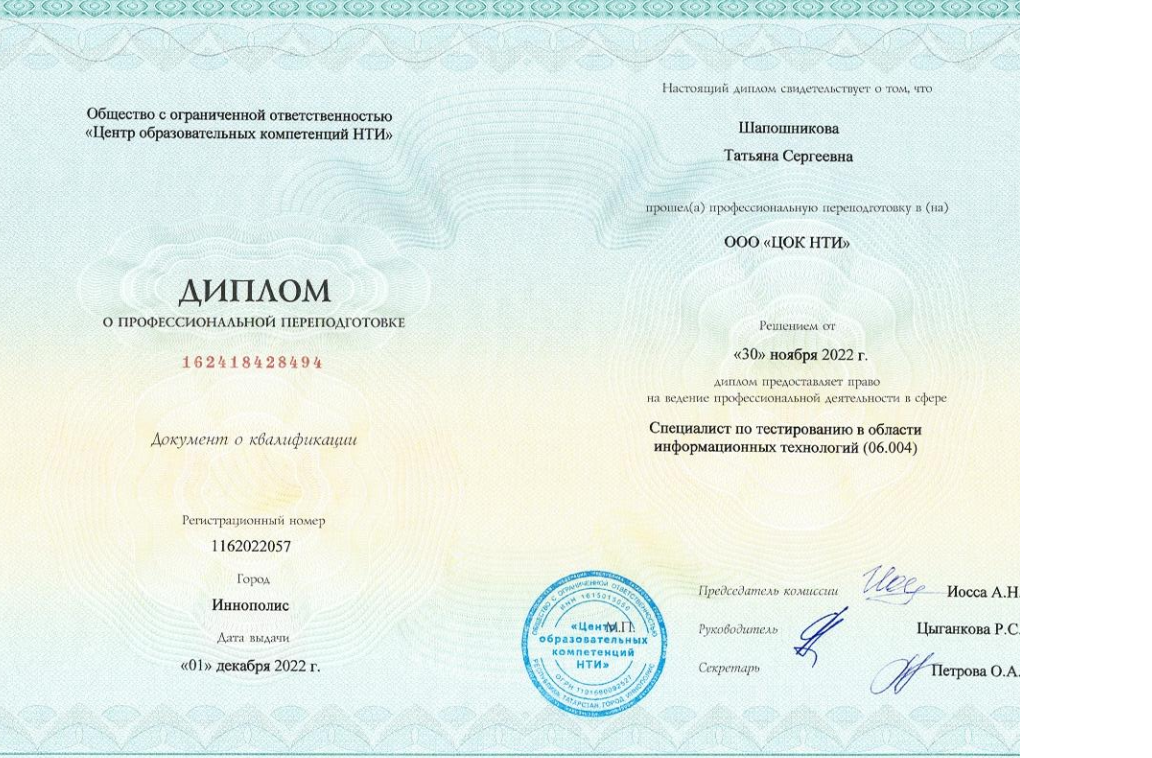 Общество с ограниченной ответственностью
«Центр образовательных компетенций НТИ»
ДИПЛОМ
О ПРОФЕССИОНАЛЬНОЙ ПЕРЕПОДГОТОВКЕ
162418428494
Документ о квалификации
Регистрационный номер
1162022057
Город
Иннополис
Дата выдачи
«01» декабря 2022 г.
Настоящий диплом свидетельствует о том, что
Шапошникова
Татьяна Сергеевна
прошел(а) профессиональную переподготовку в (на)
ООО «ЦОК НТИ»
Решением от
«30» ноября 2022 г.
диплом предоставляет право
на ведение профессиональной деятельности в сфере
Специалист по тестированию в области
информационных технологий (06.004)
Председатель комиссии
Иосса А.Н.
Руководитель
Цыганкова Р.С.
Секретарь
Петрова О.А.
М.П.
ОБЩЕСТВО С ОГРАНИЧЕННОЙ ОТВЕТСТВЕННОСТЬЮ
ИНН
«Центр
образовательных
компетенций
НТИ»
ОГРН
РЕСПУБЛИКА ТАТАРСТАН, ГОРОД ИННОПОЛИС